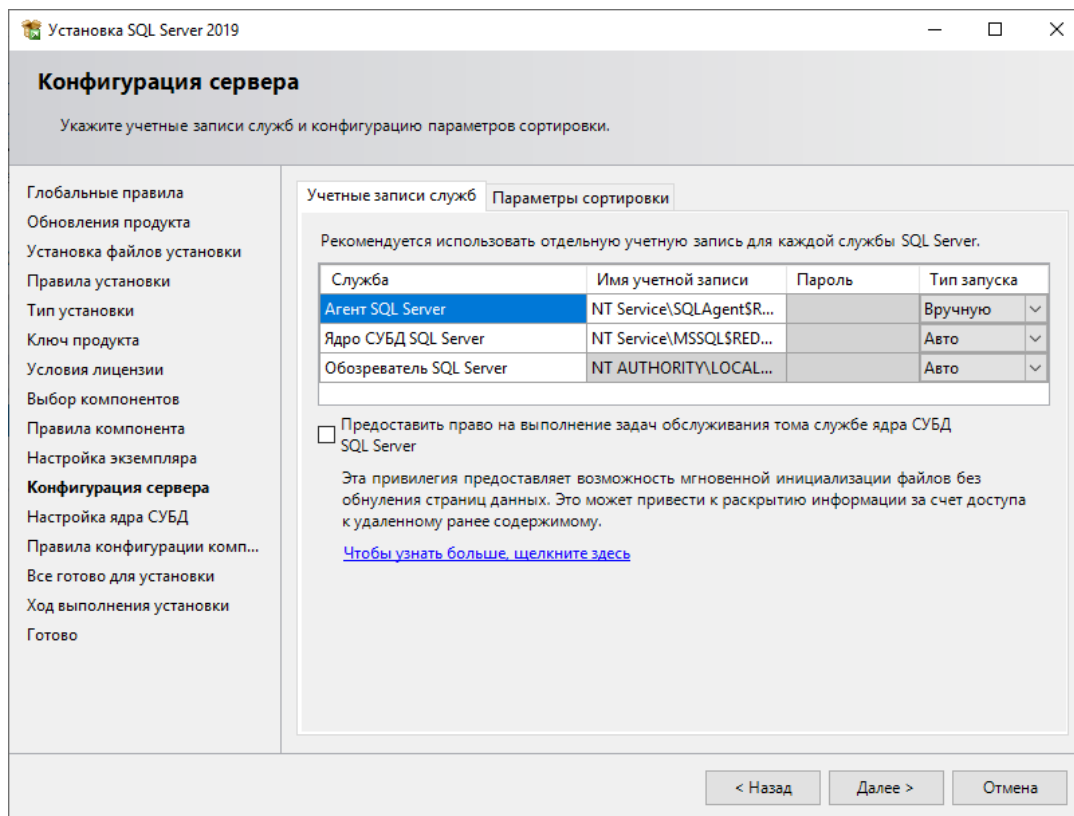 Установка SQL Server 2019
Конфигурация сервера
Укажите учетные записи служб и конфигурацию параметров сортировки.
Глобальные правила
Обновления продукта
Установка файлов установки
Правила установки
Тип установки
Ключ продукта
Условия лицензии
Выбор компонентов
Правила компонента
Настройка экземпляра
Конфигурация сервера
Настройка ядра СУБД
Правила конфигурации комп...
Все готово для установки
Ход выполнения установки
Готово
Учетные записи служб Параметры сортировки
Рекомендуется использовать отдельную учетную запись для каждой службы SQL Server.
Служба Имя учетной записи Пароль Тип запуска
Агент SQL Server NT Service\SQLAgent$R... Вручную
Ядро СУБД SQL Server NT Service\MSSQL$RED... Авто
Обозреватель SQL Server NT AUTHORITY\LOCAL... Авто
Предоставить право на выполнение задач обслуживания тома службе ядра СУБД
SQL Server
Эта привилегия предоставляет возможность мгновенной инициализации файлов без
обнуления страниц данных. Это может привести к раскрытию информации за счет доступа
к удаленному ранее содержимому.
Чтобы узнать больше, щелкните здесь
< Назад Далее > Отмена